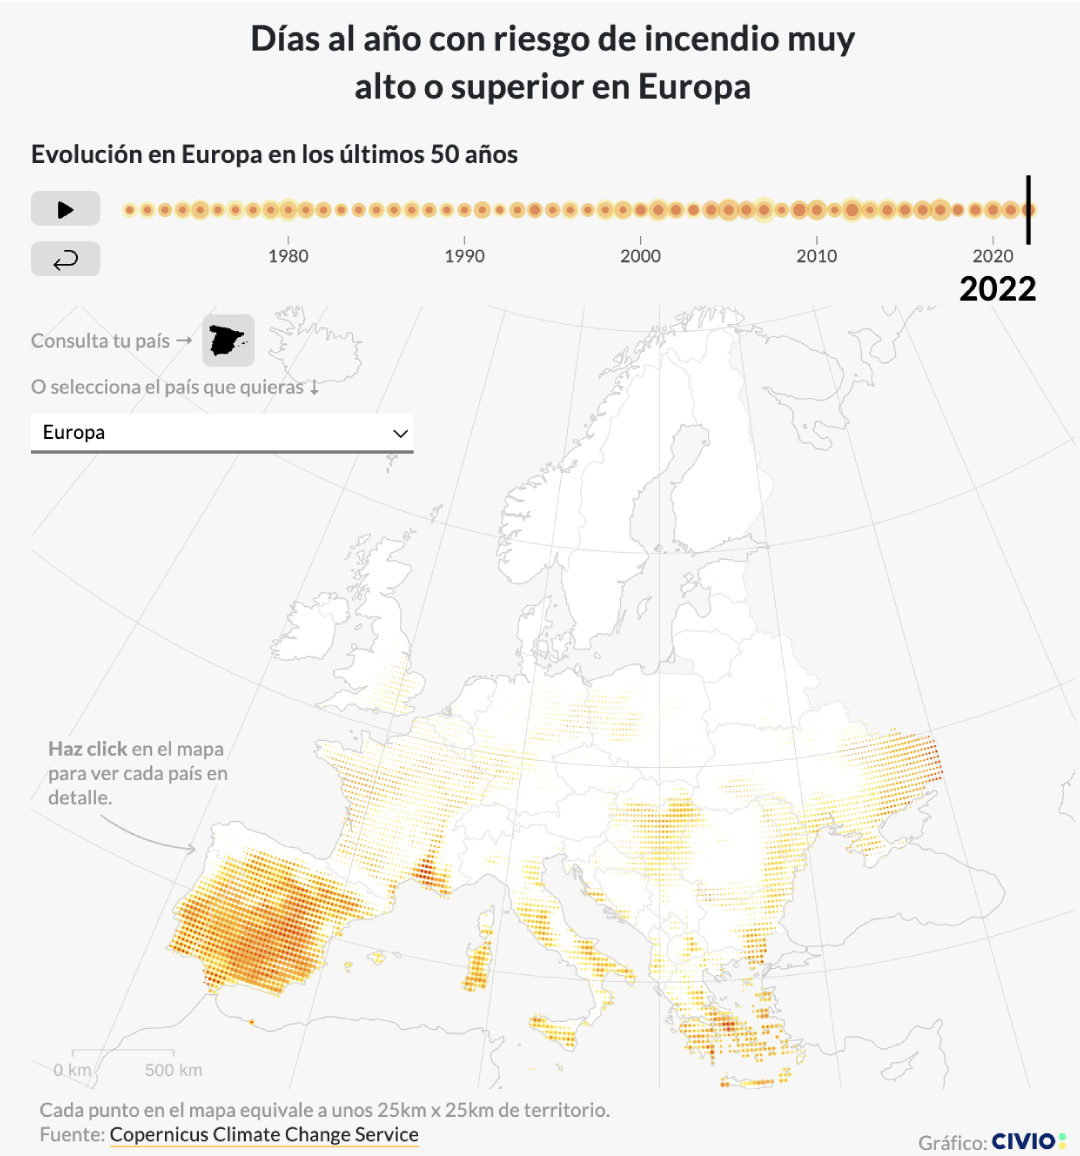 Días al año con riesgo de incendio muy
alto o superior en Europa
Evolución en Europa en los últimos 50 años
1980
1990
2000
2010
2020
2022
Consulta tu país →
O selecciona el país que quieras ↓
Europa
Haz click en el mapa
para ver cada país en
detalle.
0 km
500 km
Cada punto en el mapa equivale a unos 25km x 25km de territorio.
Fuente: Copernicus Climate Change Service
Gráfico: CIVIO